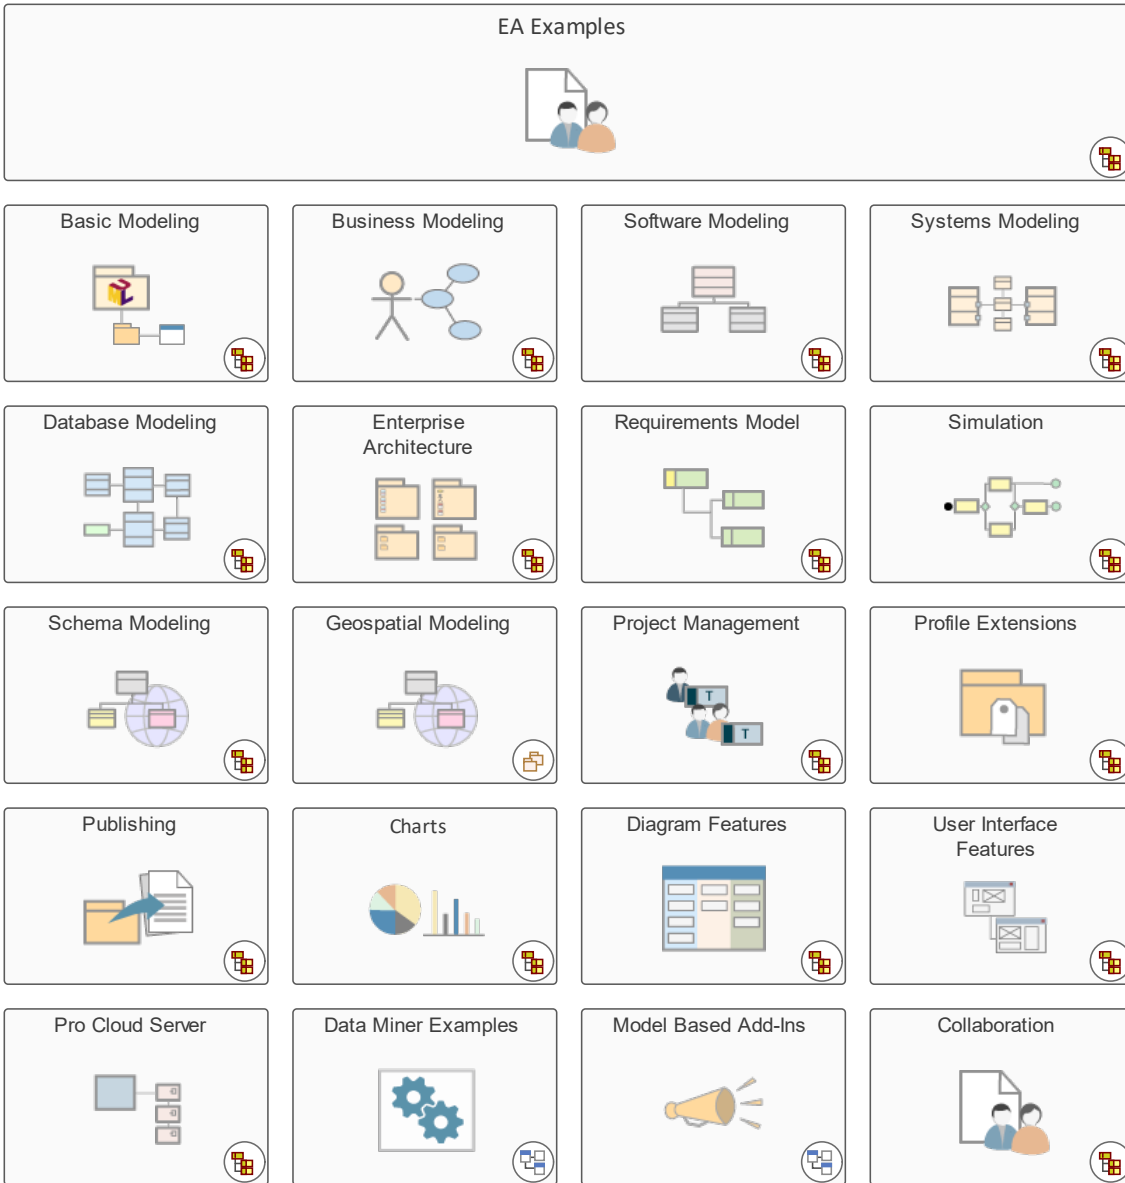 EA Examples
Basic Modeling
Business Modeling
Software Modeling
Systems Modeling
Database Modeling
Enterprise
Architecture
Requirements Model
Simulation
Schema Modeling
Geospatial Modeling
Project Management
T
T
Profile Extensions
Publishing
Charts
Diagram Features
User Interface
Features
Pro Cloud Server
Data Miner Examples
Model Based Add-Ins
Collaboration